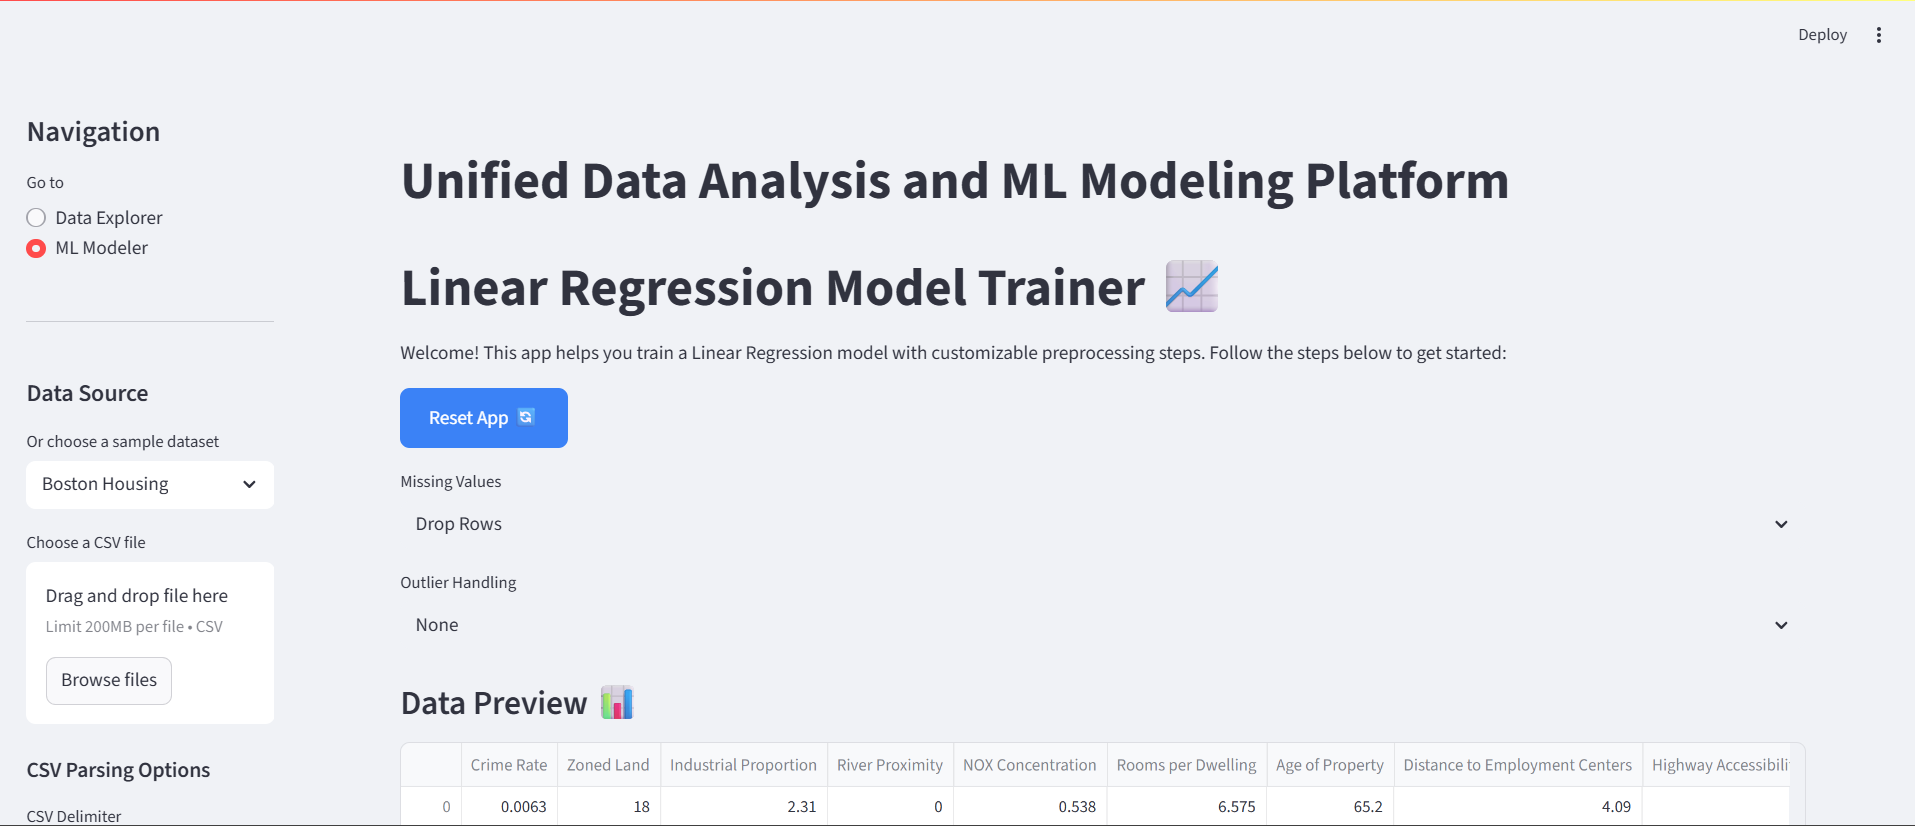 Deploy
Navigation
Go to
Data Explorer
ML Modeler
Data Source
Or choose a sample dataset
Boston Housing
Choose a CSV file
Drag and drop file here
Limit 200MB per file • CSV
Browse files
CSV Parsing Options
CSV Delimiter
Unified Data Analysis and ML Modeling Platform
Linear Regression Model Trainer
Welcome! This app helps you train a Linear Regression model with customizable preprocessing steps. Follow the steps below to get started:
Reset App
Missing Values
Drop Rows
Outlier Handling
None
Data Preview
Crime Rate Zoned Land Industrial Proportion River Proximity NOX Concentration Rooms per Dwelling Age of Property Distance to Employment Centers Highway Accessibili
0 0.0063 18 2.31 0 0.538 6.575 65.2 4.09